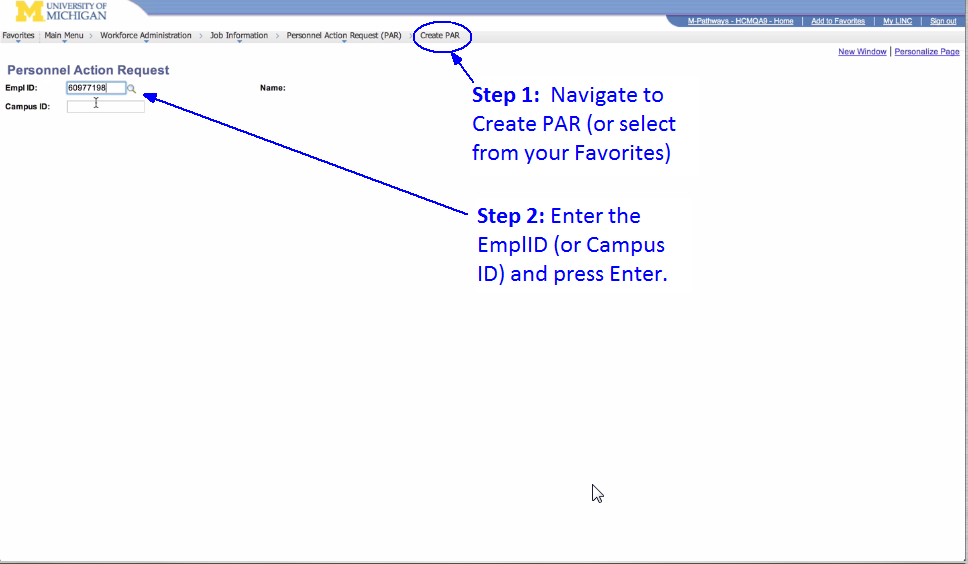 M UNIVERSITY OF
MICHIGAN
M-Pathways - HCMQA9 - Home | Add to Favorites | My LINC | Sign out
Favorites Main Menu > Workforce Administration > Job Information > Personnel Action Request (PAR) > Create PAR
New Window | Personalize Page
Personnel Action Request
Empl ID: 60977198 Name:
Campus ID:
Step 1: Navigate to
Create PAR (or select
from your Favorites)
Step 2: Enter the
EmplID (or Campus
ID) and press Enter.